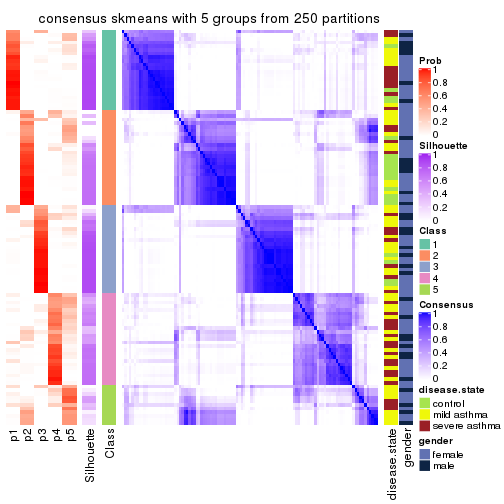 consensus skmeans with 5 groups from 250 partitions
p1
p2
p3
p4
p5
Silhouette
Class
disease.state
gender
Prob
1
0.8
0.6
0.4
0.2
0
Silhouette
1
0.8
0.6
0.4
0.2
0
Class
1
2
3
4
5
Consensus
1
0.8
0.6
0.4
0.2
0
disease.state
control
mild asthma
severe asthma
gender
female
male